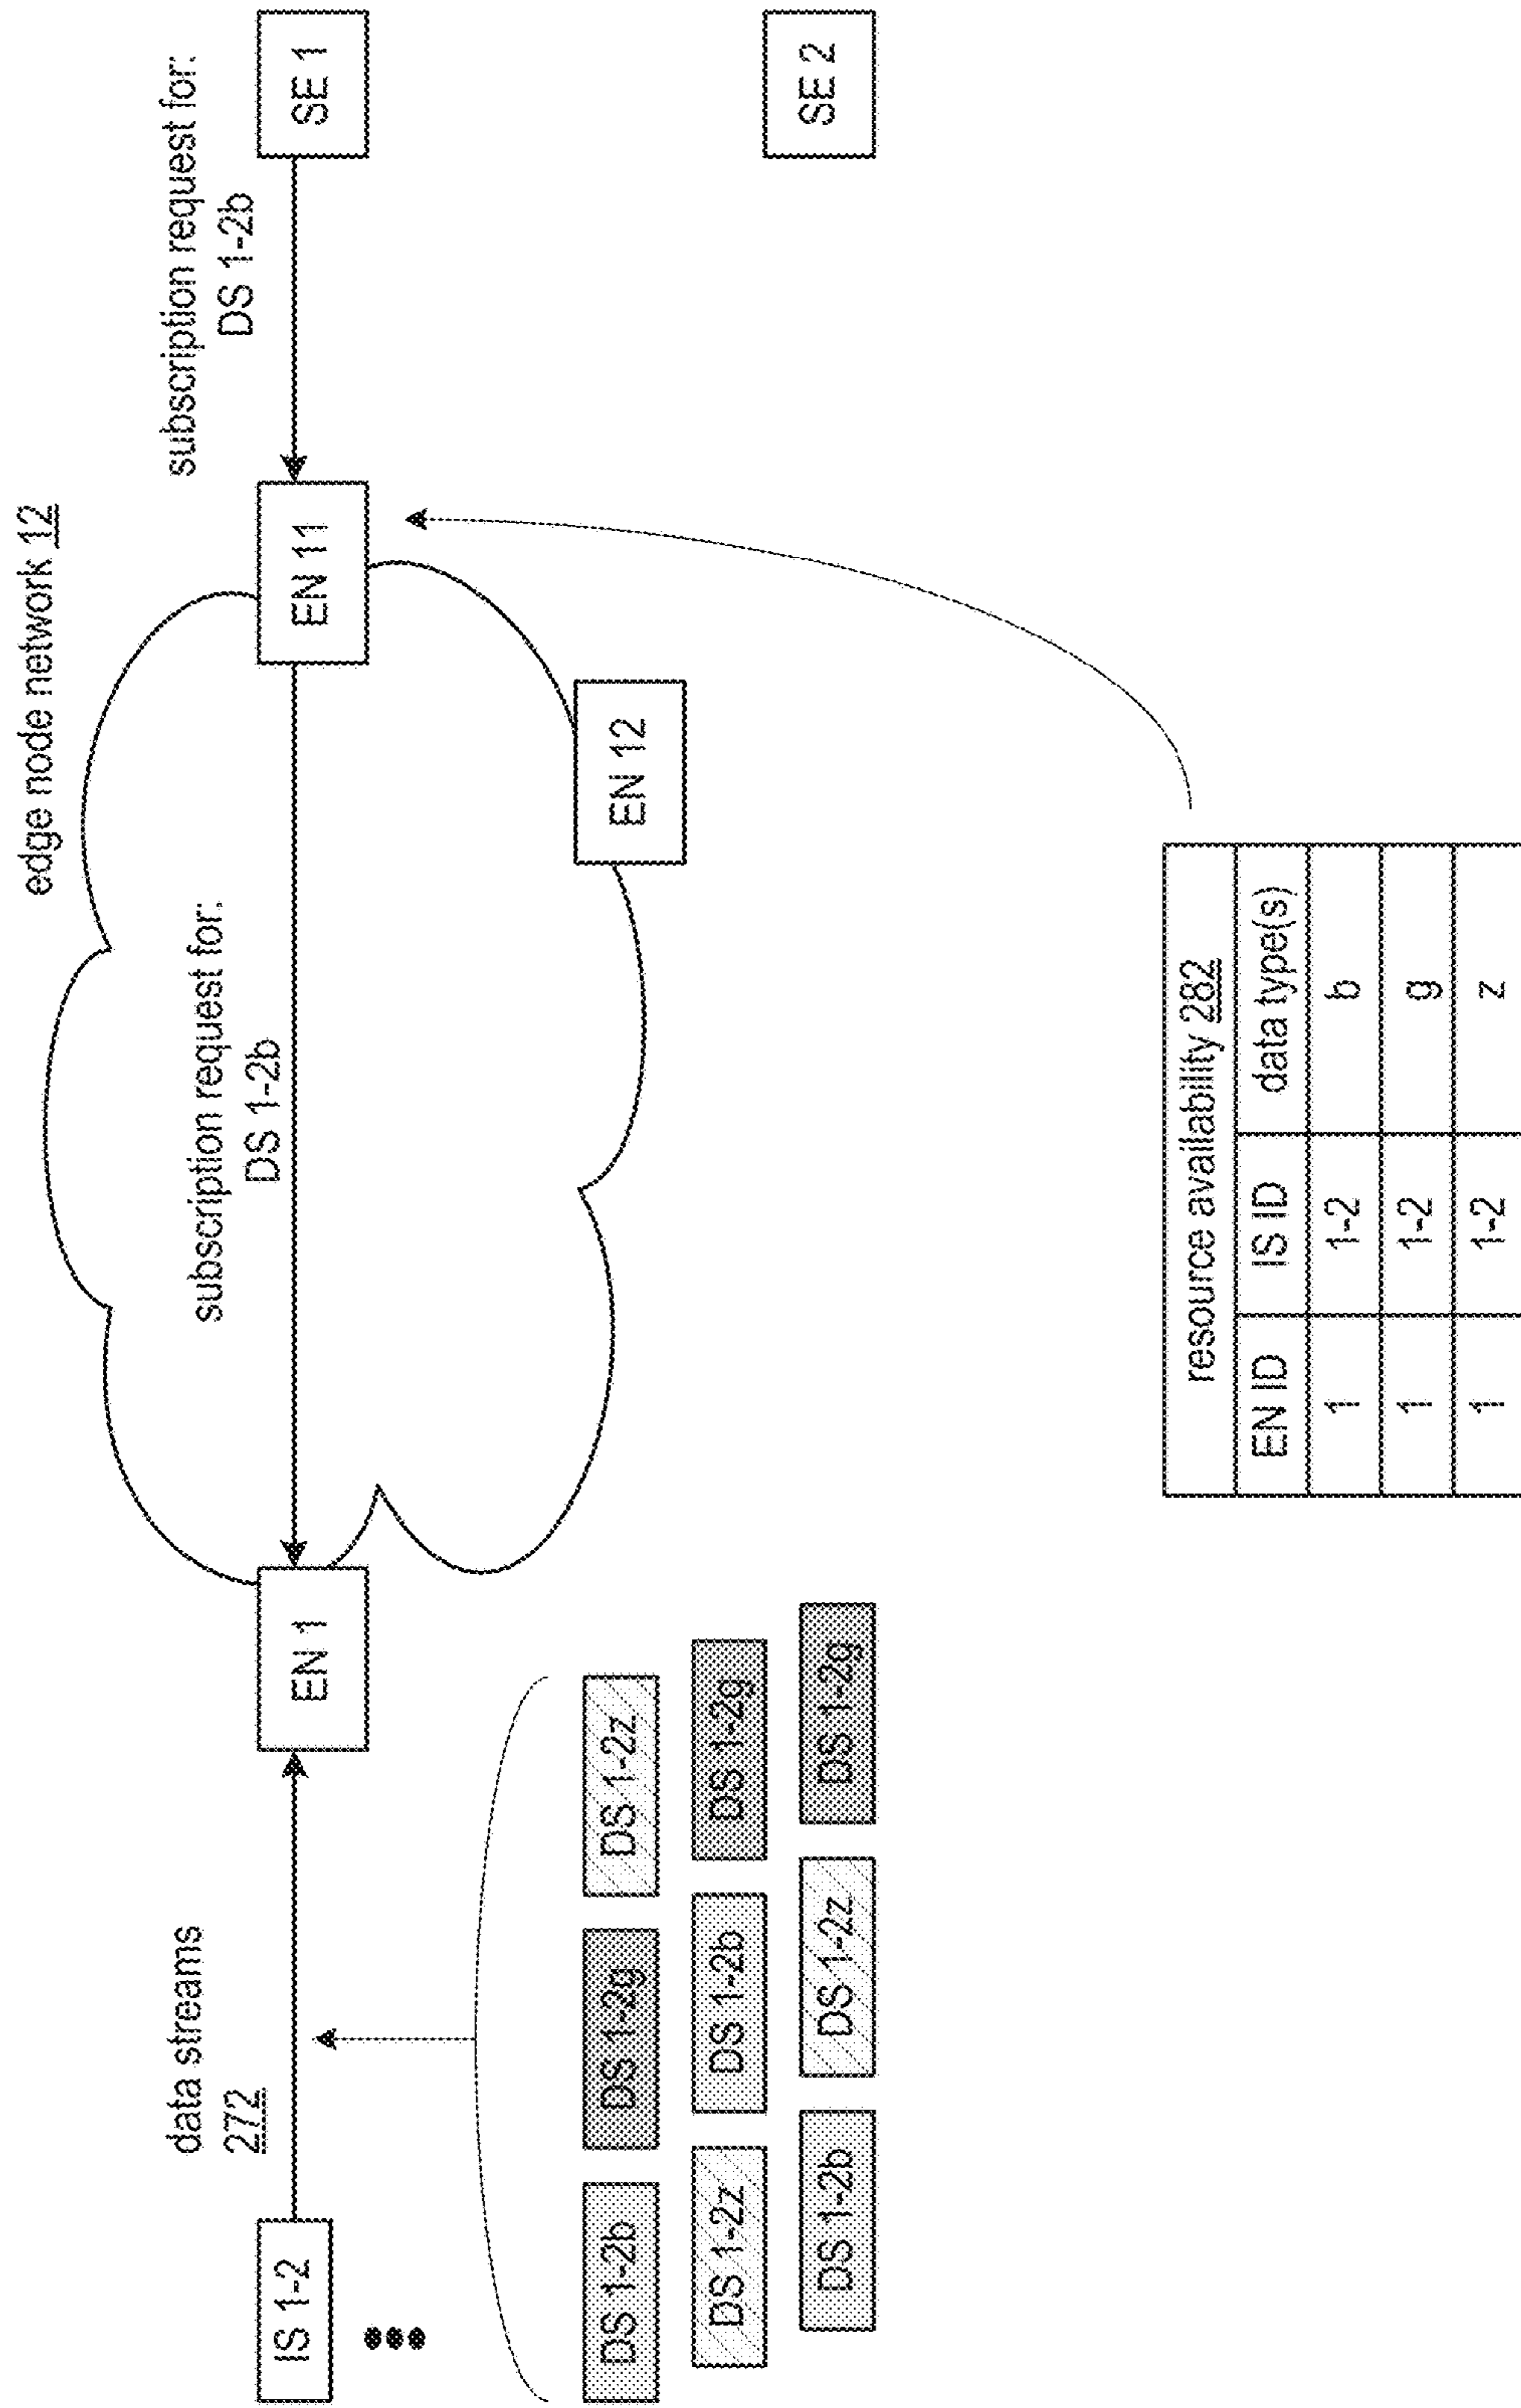 edge node network 12
data streams
272
subscription request for:
DS 1-2b
subscription request for:
DS 1-2b
IS 1-2
EN 1
EN 11
SE 1
EN 12
SE 2
DS 1-2b
DS 1-2g
DS 1-2z
DS 1-2z
DS 1-2b
DS 1-2g
DS 1-2b
DS 1-2z
DS 1-2g
resource availability 282
EN ID IS ID data type(s)
1 1-2 b
1 1-2 g
1 1-2 z